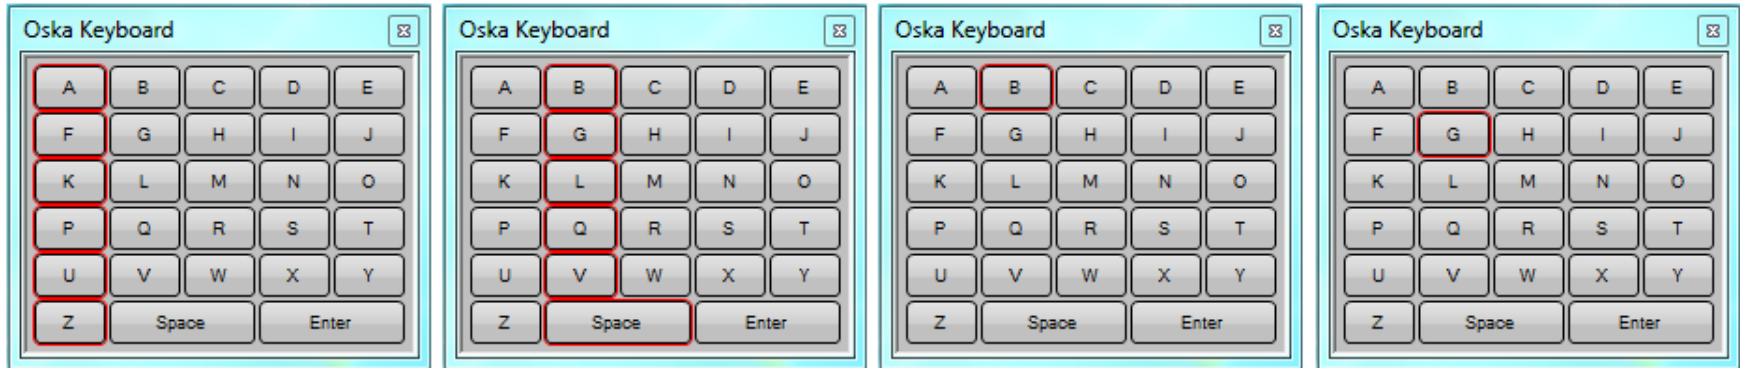 Oska Keyboard
A B C D E
F G H I J
K L M N O
P Q R S T
U V W X Y
Z Space Enter
Oska Keyboard
A B C D E
F G H I J
K L M N O
P Q R S T
U V W X Y
Z Space Enter
Oska Keyboard
A B C D E
F G H I J
K L M N O
P Q R S T
U V W X Y
Z Space Enter
Oska Keyboard
A B C D E
F G H I J
K L M N O
P Q R S T
U V W X Y
Z Space Enter